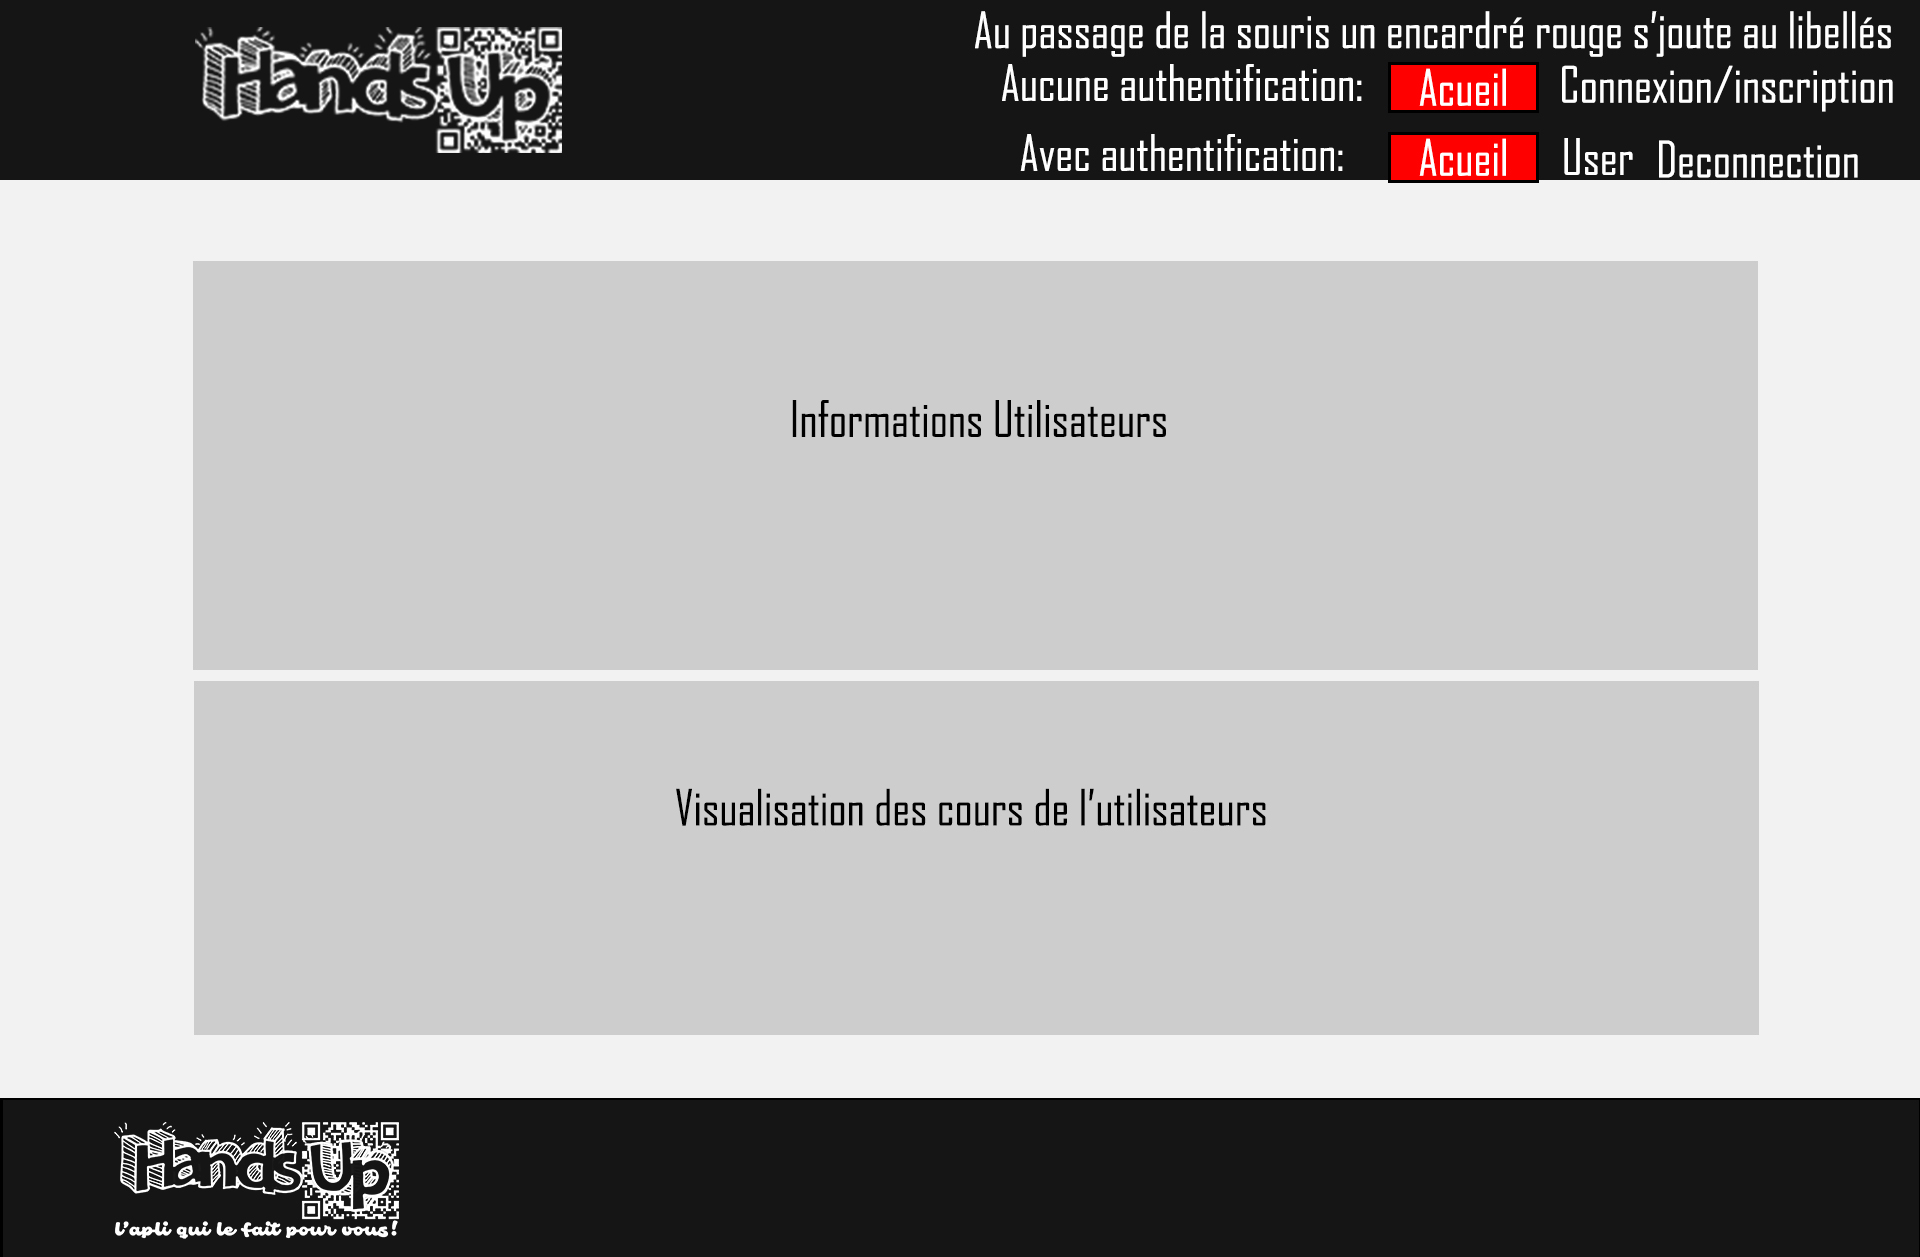 Hands Up
Au passage de la souris un encardré rouge s'joute au libellés
Aucune authentification: Acueil Connexion/inscription
Avec authentification: Acueil User Deconnection
Informations Utilisateurs
Visualisation des cours de l'utilisateurs
Hands Up
L'apli qui le fait pour vous!